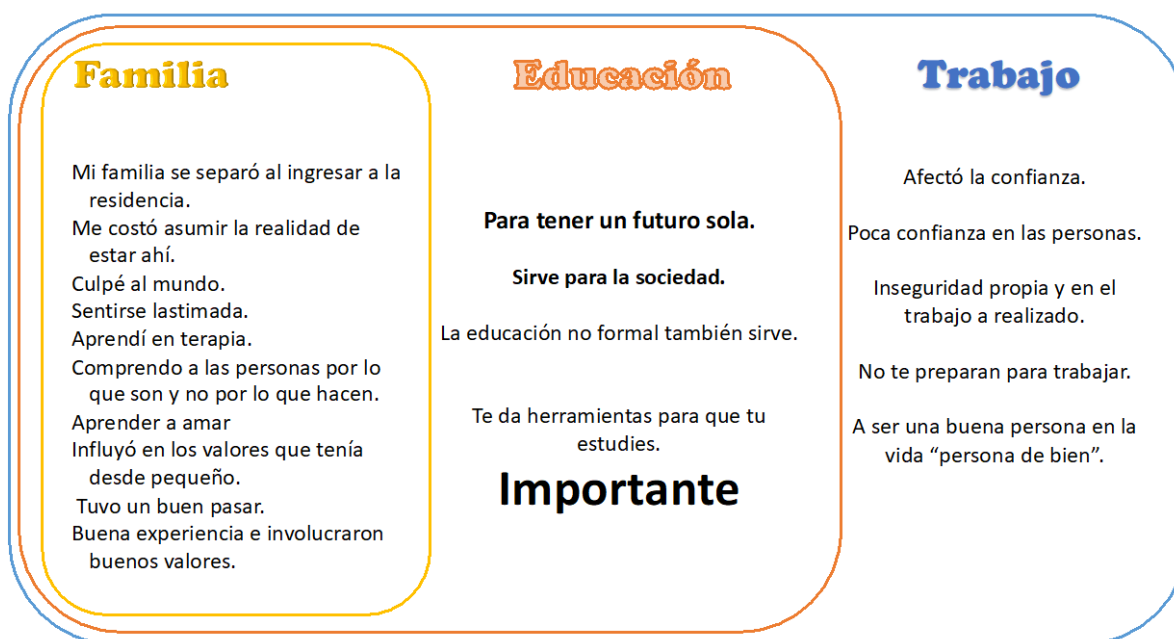 Familia
Mi familia se separó al ingresar a la
residencia.
Me costó asumir la realidad de
estar ahí.
Culpé al mundo.
Sentirse lastimada.
Aprendí en terapia.
Comprendo a las personas por lo
que son y no por lo que hacen.
Aprender a amar
Influyó en los valores que tenía
desde pequeño.
Tuvo un buen pasar.
Buena experiencia e involucraron
buenos valores.
Educación
Para tener un futuro sola.
Sirve para la sociedad.
La educación no formal también sirve.
Te da herramientas para que tu
estudies.
Importante
Trabajo
Afectó la confianza.
Poca confianza en las personas.
Inseguridad propia y en el
trabajo a realizado.
No te preparan para trabajar.
A ser una buena persona en la
vida “persona de bien”.